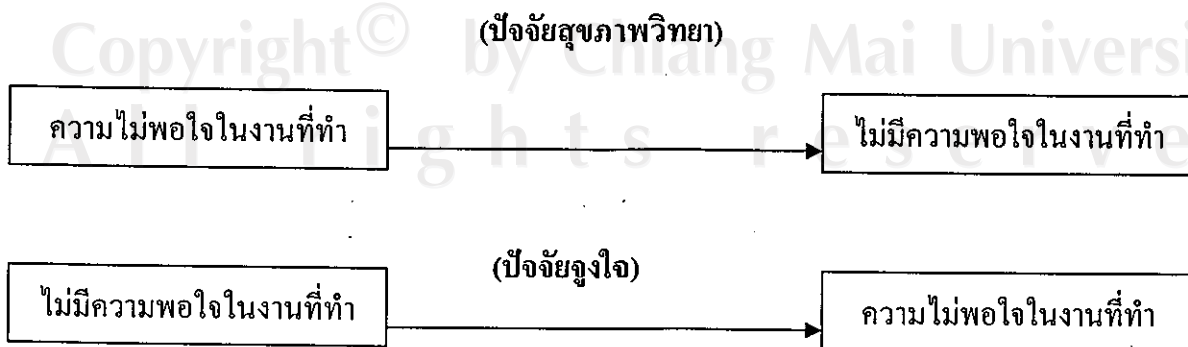 (ปัจจัยสุขภาพวิทยา)
Copyright© by Chiang Mai Universi
ความไม่พอใจในงานที่ทำ ไม่มีความพอใจในงานที่ทำ
All rights reserve
(ปัจจัยจูงใจ)
ไม่มีความพอใจในงานที่ทำ ความไม่พอใจในงานที่ทำ